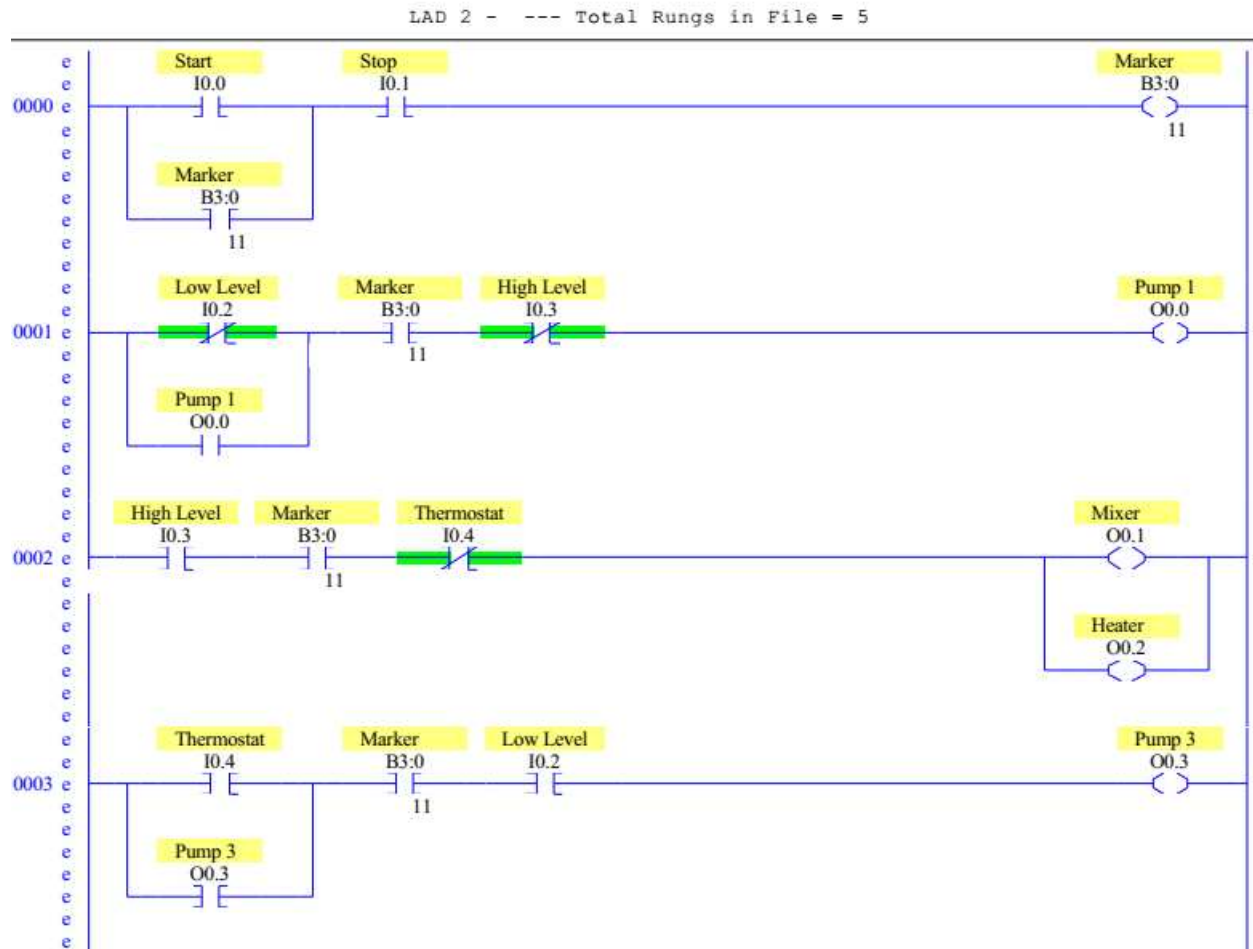 LAD 2 - --- Total Rungs in File = 5
e Start Stop Marker
e I0.0 I0.1 B3:0
0000 e
e 11
e
e Marker
e B3:0
e
e 11
e
e Low Level Marker High Level Pump 1
e I0.2 B3:0 I0.3 O0.0
0001 e
e 11
e
e Pump 1
e O0.0
e
e
e
e High Level Marker Thermostat Mixer
e I0.3 B3:0 I0.4 O0.1
0002 e
e 11
e
e
e Heater
e O0.2
e
e
e
e Thermostat Marker Low Level Pump 3
e I0.4 B3:0 I0.2 O0.3
0003 e
e 11
e
e Pump 3
e O0.3
e
e
e